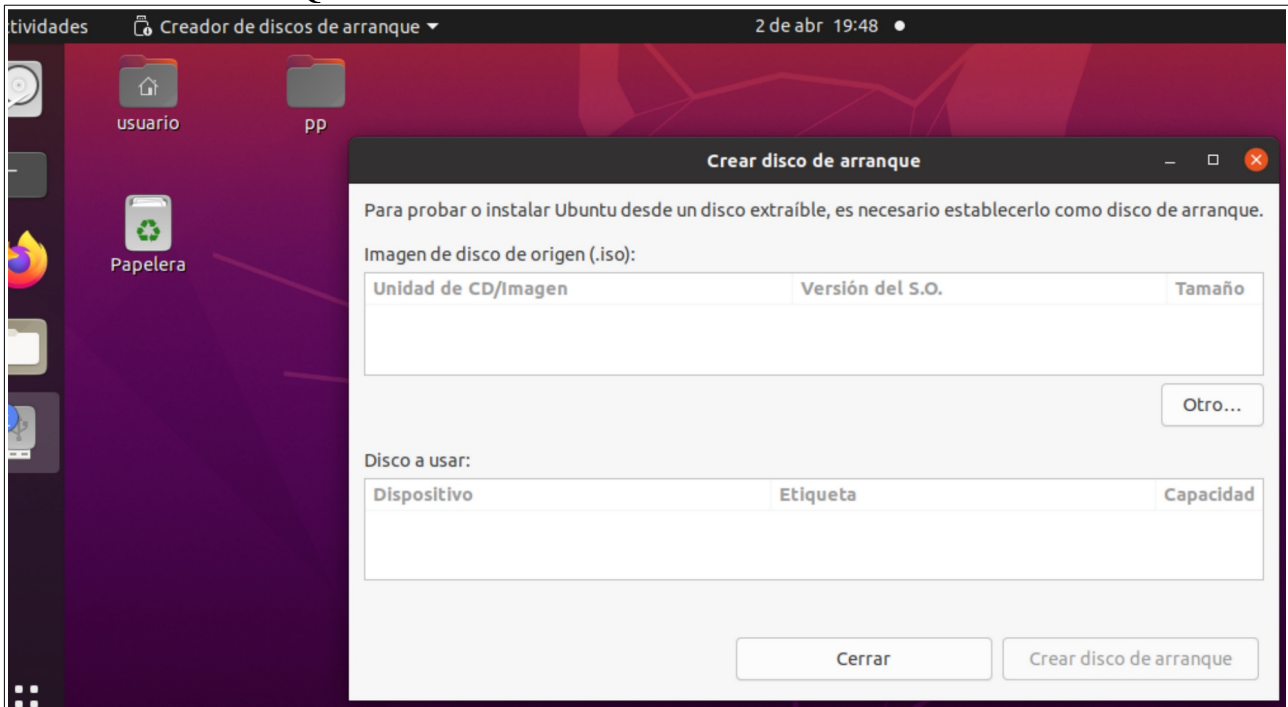 tividades Creador de discos de arranque 2 de abr 19:48
usuario pp
Crear disco de arranque
Para probar o instalar Ubuntu desde un disco extraíble, es necesario establecerlo como disco de arranque.
Papelera
Imagen de disco de origen (.iso):
Unidad de CD/Imagen Versión del S.O. Tamaño
Otro...
Disco a usar:
Dispositivo Etiqueta Capacidad
Cerrar Crear disco de arranque